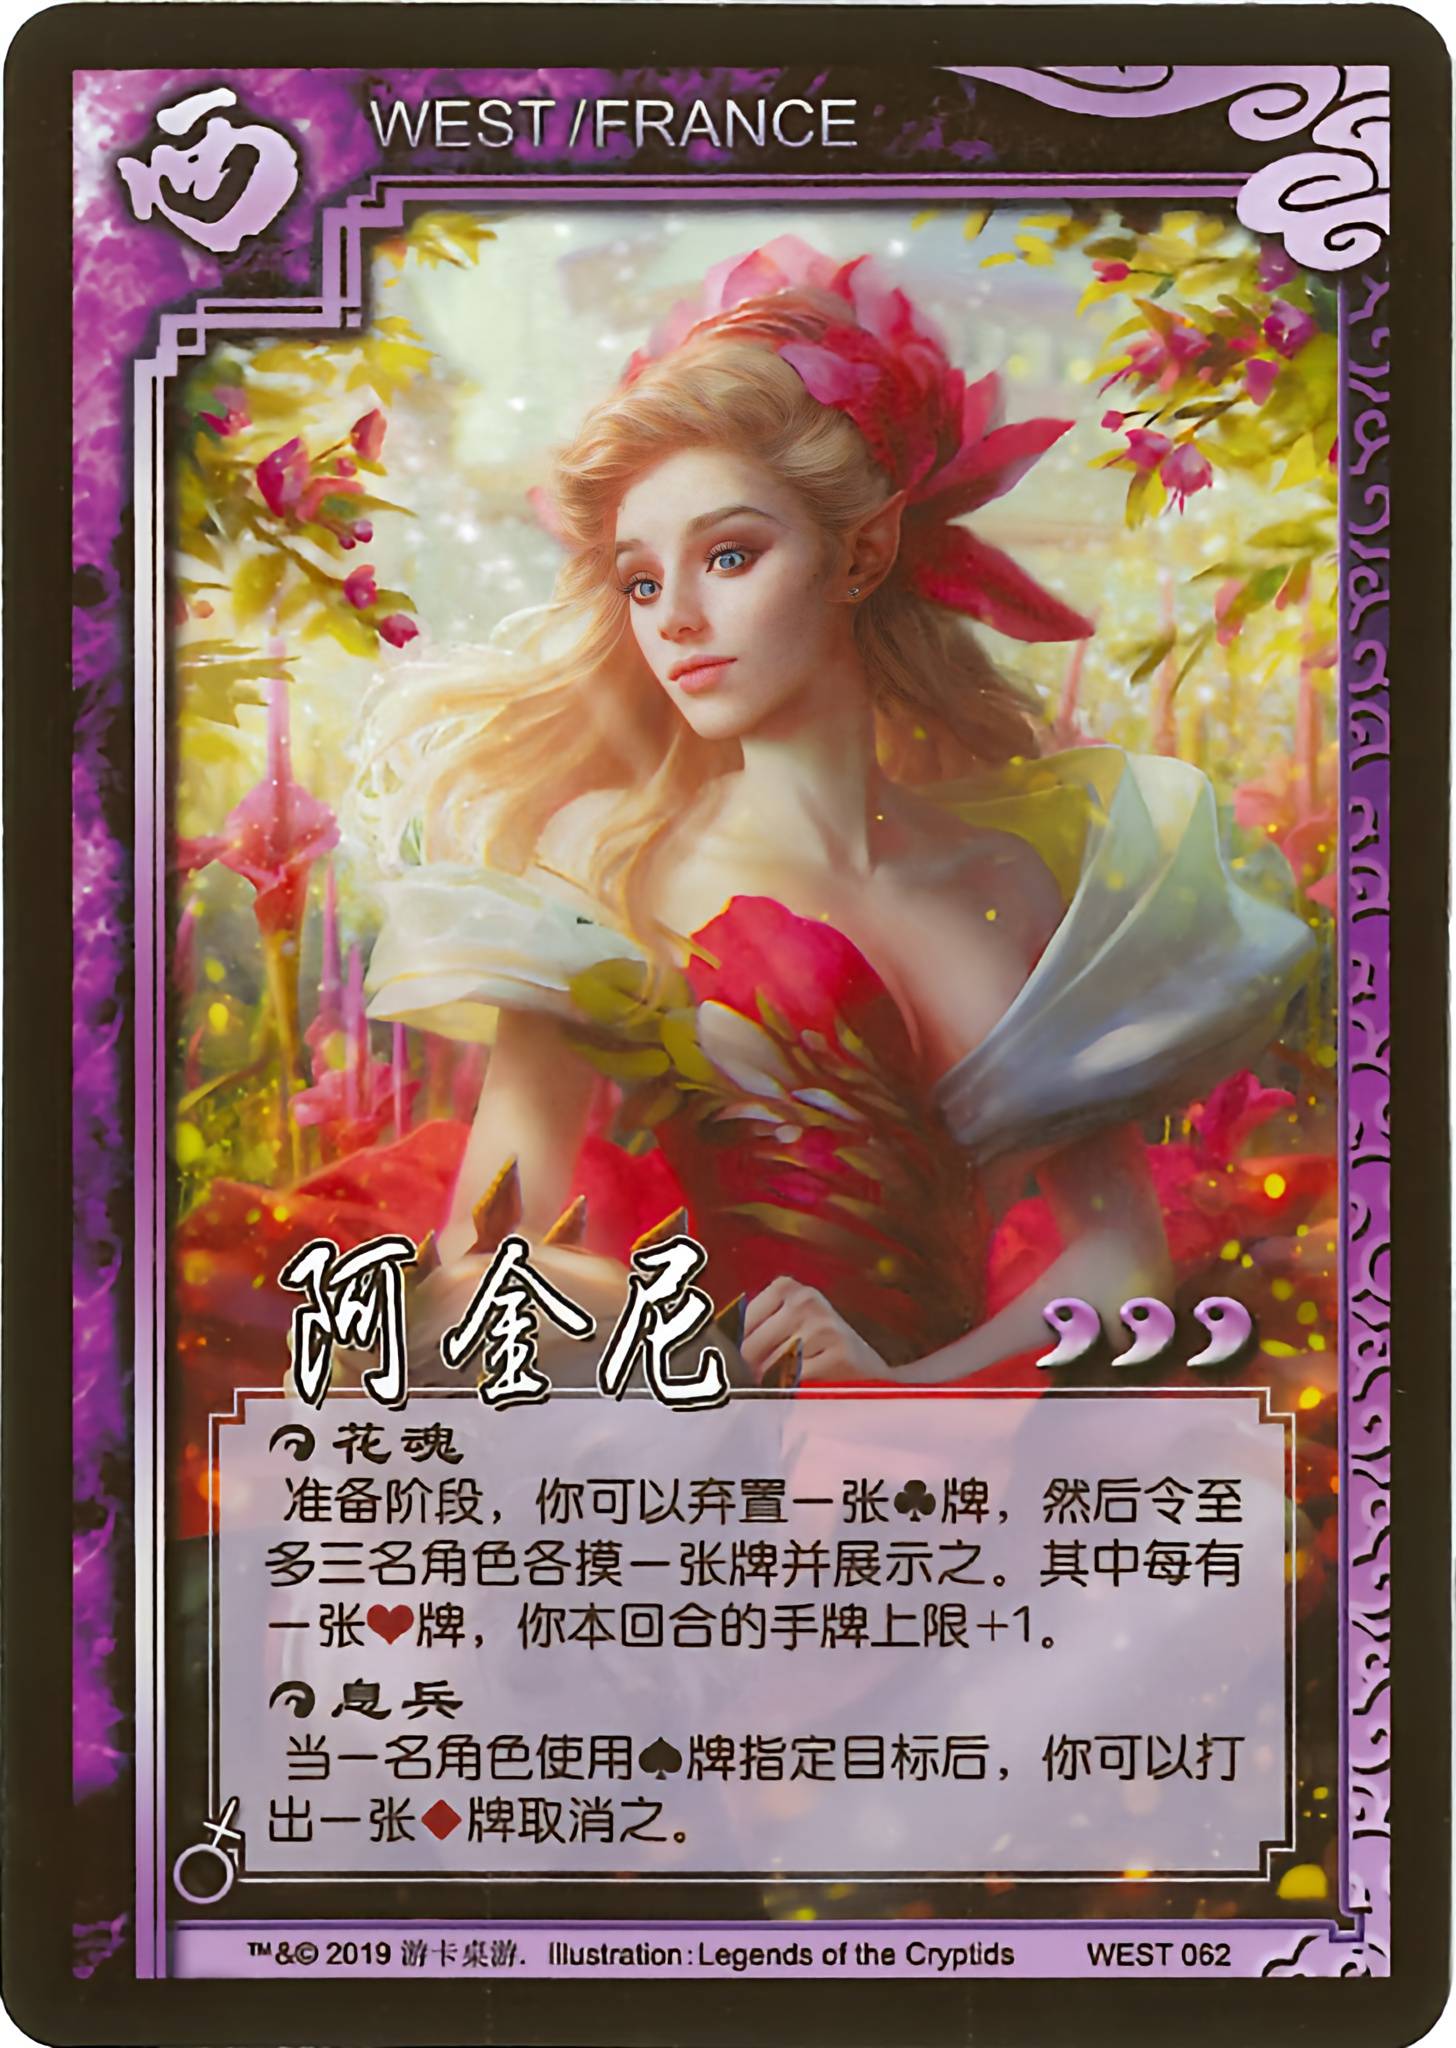 西
WEST /FRANCE
阿金尼
花魂
准备阶段，你可以弃置一张♣牌，然后令至
多三名角色各摸一张牌并展示之。其中每有
一张♥牌，你本回合的手牌上限+1。
息兵
当一名角色使用♠牌指定目标后，你可以打
出一张♦牌取消之。
™&© 2019 游卡桌游. Illustration:Legends of the Cryptids WEST 062